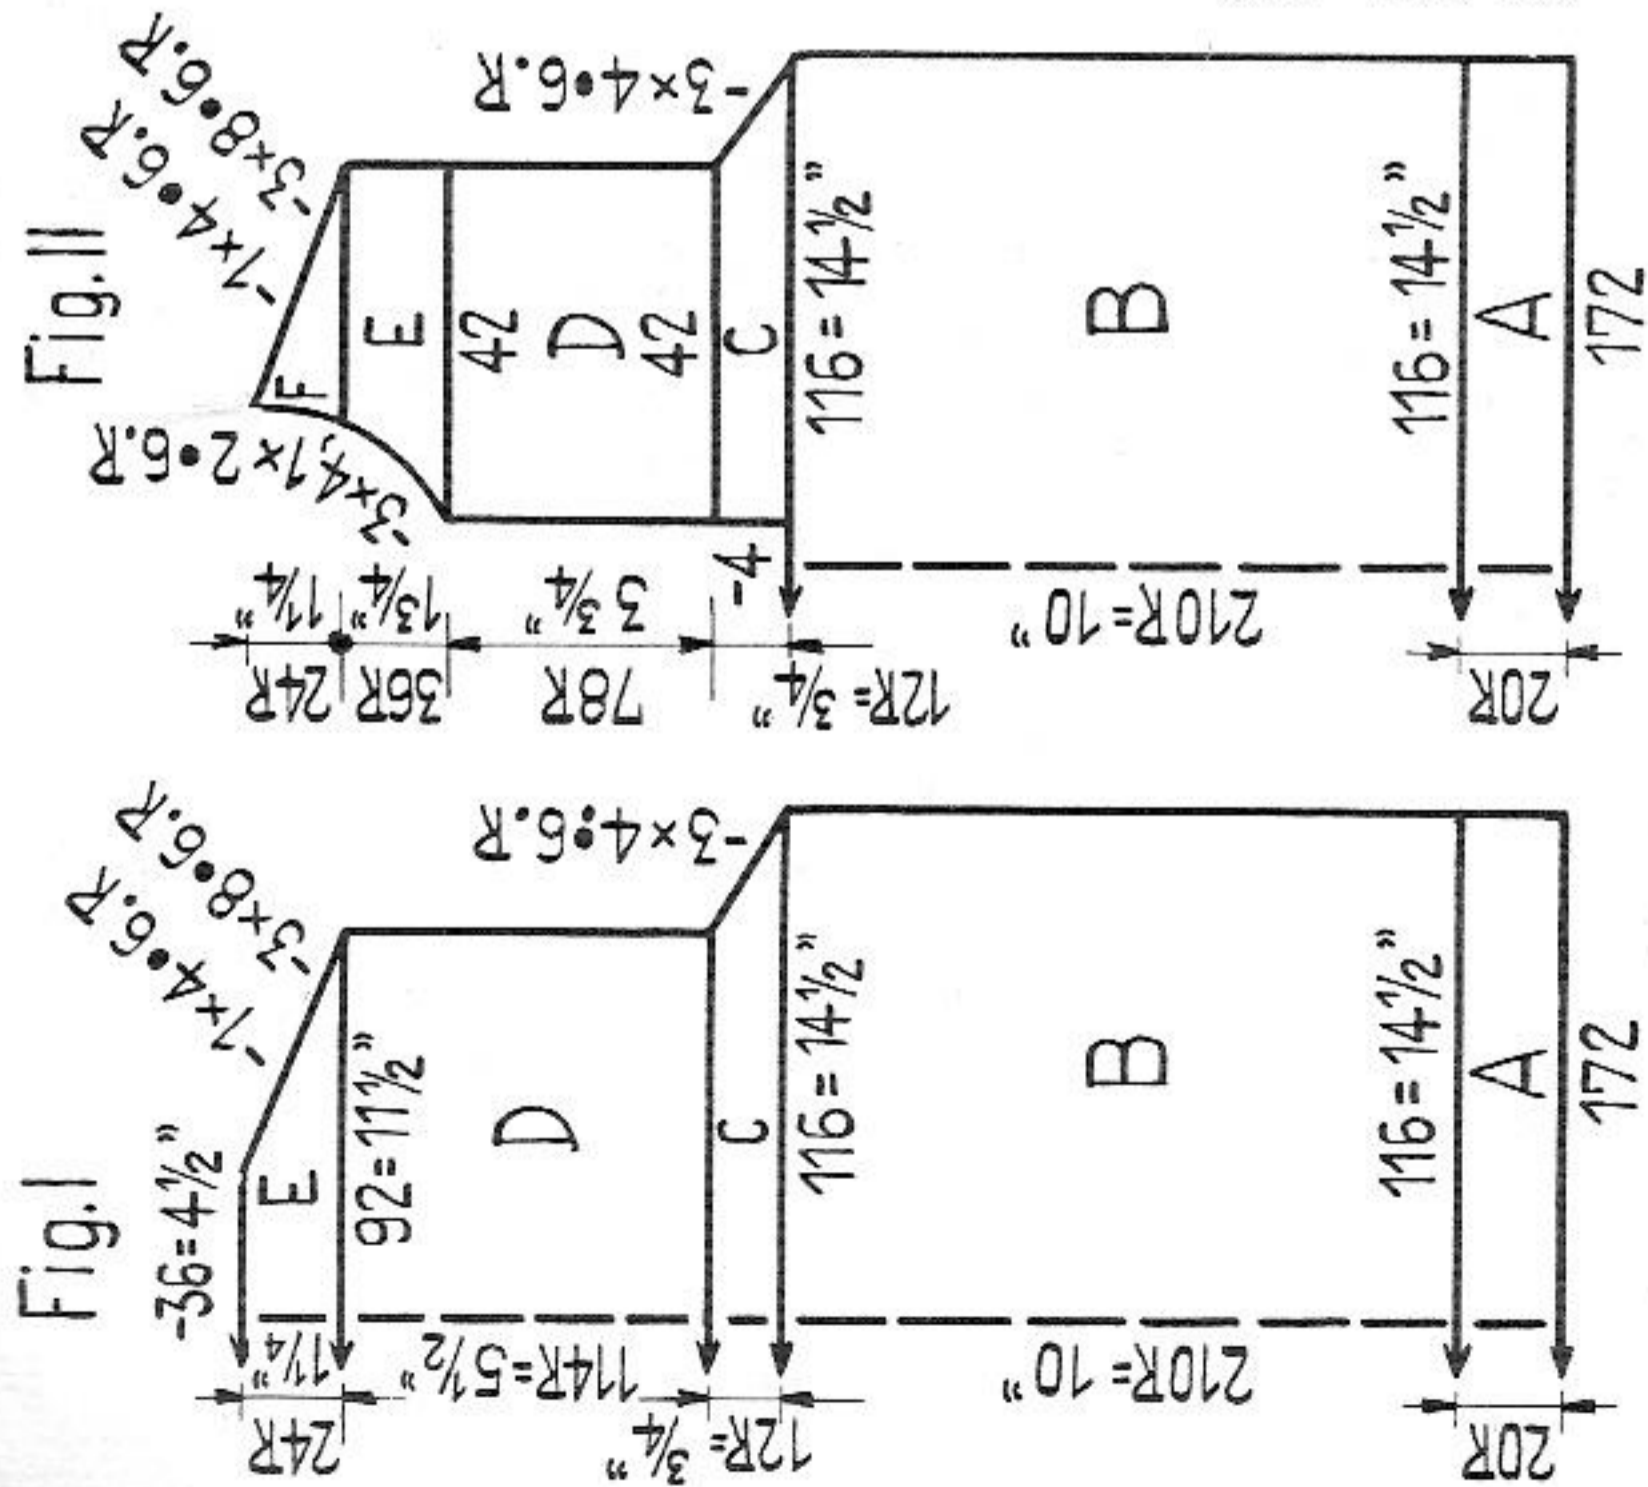 Fig. II
-3×8•6.R
-1×4•6.R
-3×4,1×2•6.R
-3×4•6.R
F
E
42
D
42
C
-4
116=14½"
B
116=14½"
A
172
24R 1¼"
36R 1¾"
78R 3¾"
12R=¾"
210R=10"
20R
Fig. I
-36=4½"
-3×8•6.R
-1×4•6.R
-3×4•6.R
E
92=11½"
D
C
116=14½"
B
116=14½"
A
172
24R 1¼"
114R=5½"
12R=¾"
210R=10"
20R